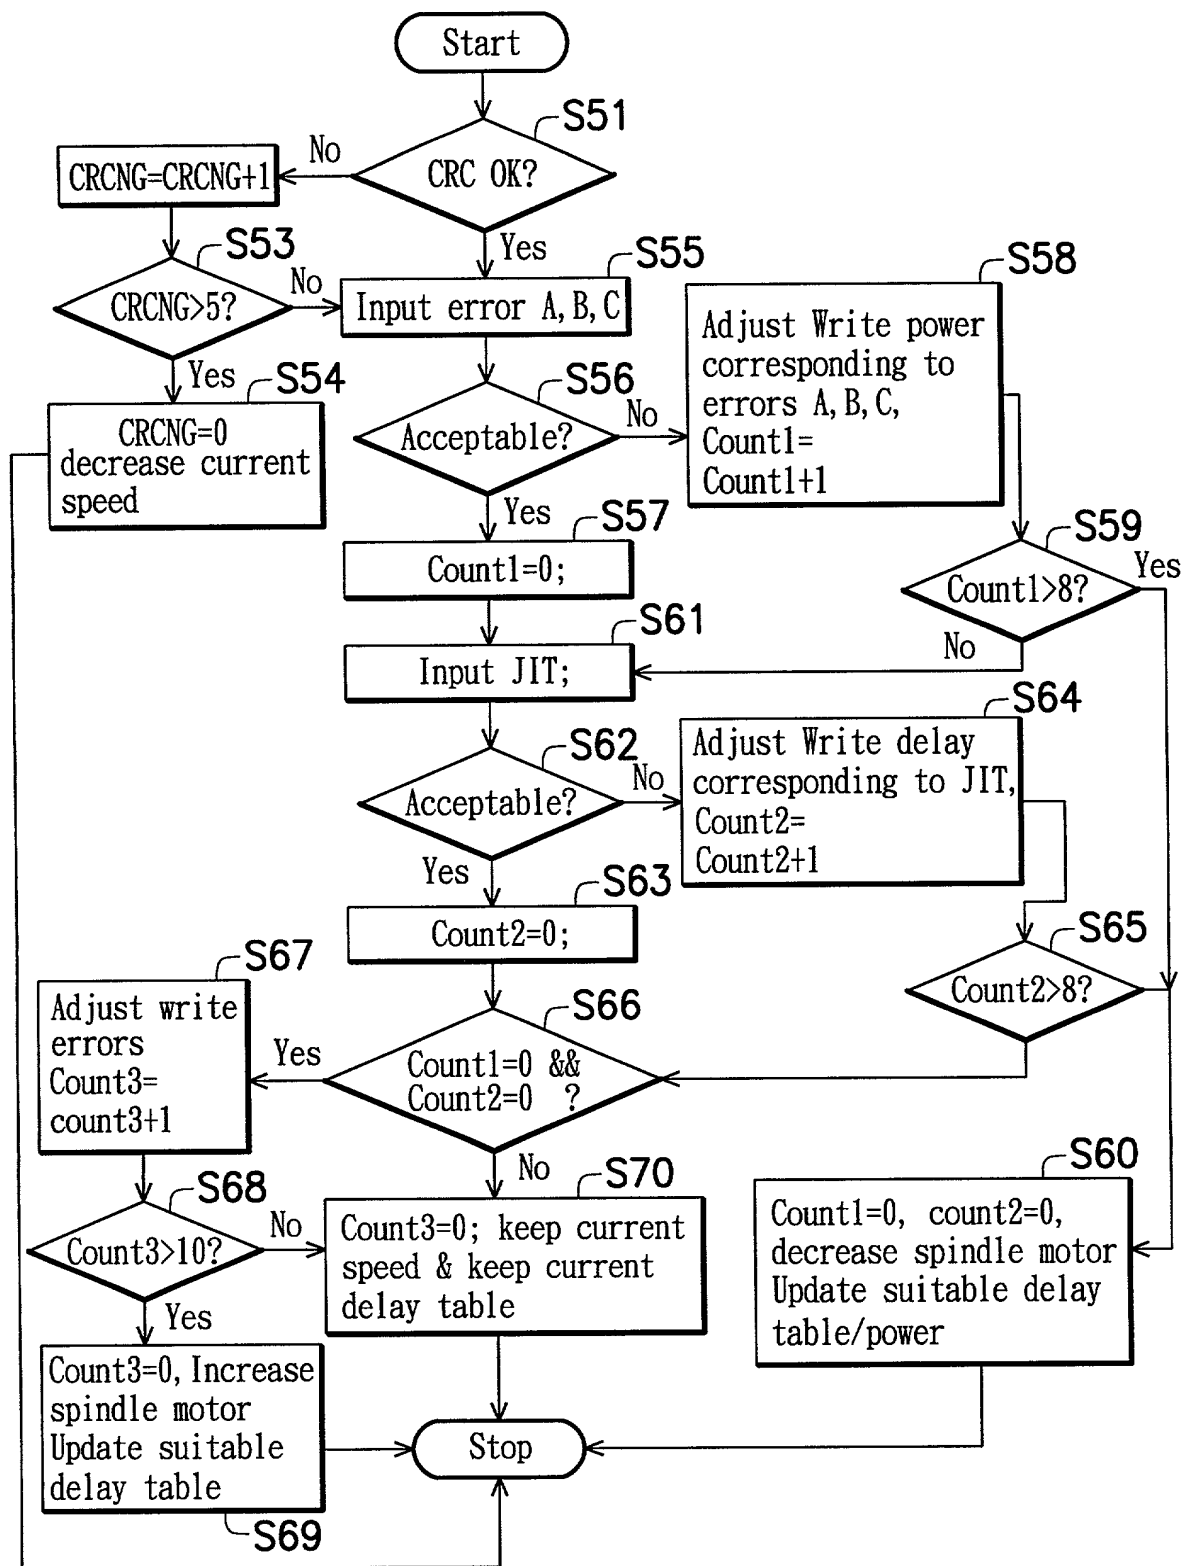 Start
S51
CRC OK?
No
CRCNG=CRCNG+1
Yes
S53
CRCNG>5?
No
S55
Input error A,B,C
S58
Adjust Write power
corresponding to
errors A,B,C,
Count1=
Count1+1
Yes
S54
CRCNG=0
decrease current
speed
S56
Acceptable?
No
Yes
S57
Count1=0;
S59
Count1>8?
Yes
No
S61
Input JIT;
S62
Acceptable?
No
S64
Adjust Write delay
corresponding to JIT,
Count2=
Count2+1
Yes
S63
Count2=0;
S65
Count2>8?
S67
Adjust write
errors
Count3=
count3+1
Yes
S66
Count1=0 &&
Count2=0 ?
No
S68
Count3>10?
No
S70
Count3=0; keep current
speed & keep current
delay table
S60
Count1=0, count2=0,
decrease spindle motor
Update suitable delay
table/power
Yes
Count3=0, Increase
spindle motor
Update suitable
delay table
S69
Stop